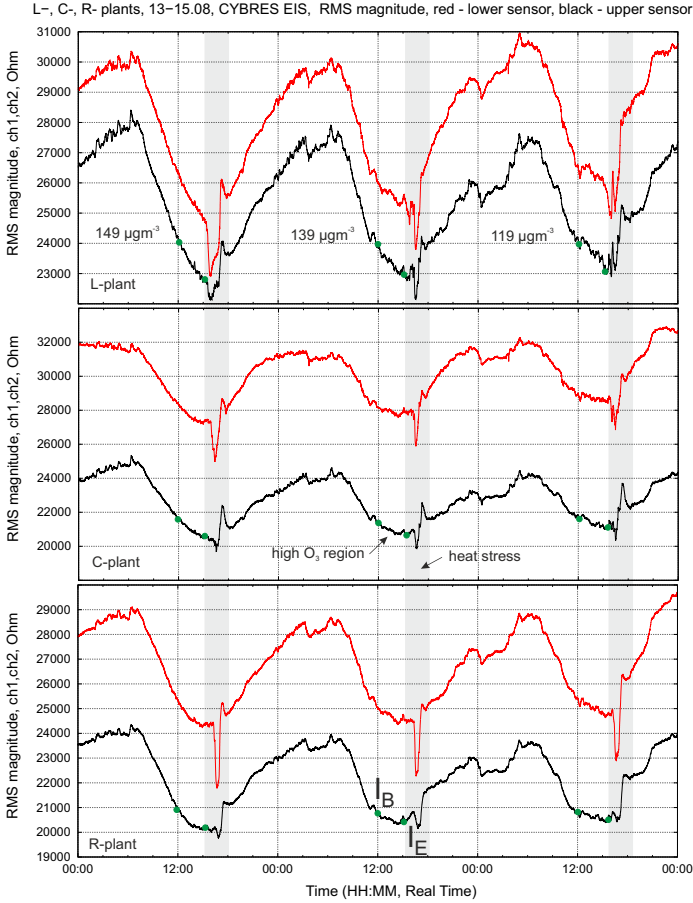 L−, C-, R- plants, 13−15.08, CYBRES EIS, RMS magnitude, red - lower sensor, black - upper sensor
RMS magnitude, ch1,ch2, Ohm
31000
30000
29000
28000
27000
26000
25000
24000
23000
149 µgm⁻³
139 µgm⁻³
119 µgm⁻³
L-plant
RMS magnitude, ch1,ch2, Ohm
34000
32000
30000
28000
26000
24000
22000
20000
high O₃ region
heat stress
C-plant
RMS magnitude, ch1,ch2, Ohm
29000
28000
27000
26000
25000
24000
23000
22000
21000
20000
19000
I_B
I_E
R-plant
00:00 12:00 00:00 12:00 00:00 12:00 00:00
Time (HH:MM, Real Time)